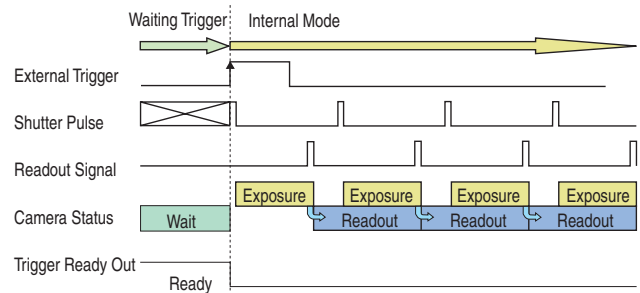 Waiting Trigger Internal Mode
External Trigger
Shutter Pulse
Readout Signal
Exposure Exposure Exposure Exposure
Camera Status
Wait Readout Readout Readout
Trigger Ready Out
Ready